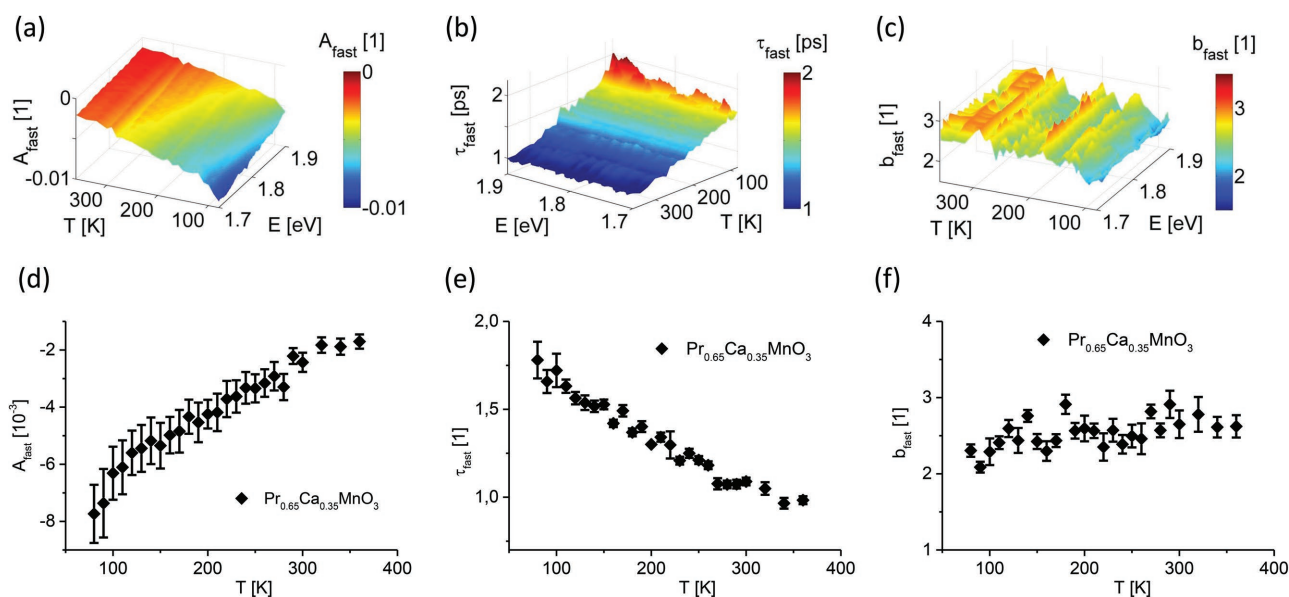 (a)
A_fast [1]
0
0
-0.01
A_fast [1]
-0.01
300
200
100
T [K]
1.9
1.8
1.7
E [eV]
(b)
τ_fast [ps]
2
2
1
τ_fast [ps]
1
1.9
1.8
1.7
E [eV]
100
200
300
T [K]
(c)
b_fast [1]
3
2
3
2
b_fast [1]
300
200
100
T [K]
1.9
1.8
1.7
E [eV]
(d)
A_fast [10⁻³]
-2
-4
-6
-8
Pr₀.₆₅Ca₀.₃₅MnO₃
100
200
300
400
T [K]
(e)
τ_fast [1]
2,0
1,5
1,0
Pr₀.₆₅Ca₀.₃₅MnO₃
100
200
300
400
T [K]
(f)
b_fast [1]
4
3
2
1
Pr₀.₆₅Ca₀.₃₅MnO₃
100
200
300
400
T [K]